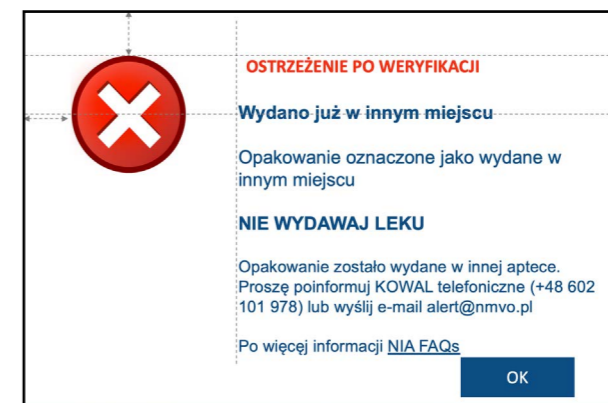 OSTRZEŻENIE PO WERYFIKACJI
Wydano już w innym miejscu
Opakowanie oznaczone jako wydane w
innym miejscu
NIE WYDAWAJ LEKU
Opakowanie zostało wydane w innej aptece.
Proszę poinformuj KOWAL telefoniczne (+48 602
101 978) lub wyślij e-mail alert@nmvo.pl
Po więcej informacji NIA FAQs
OK